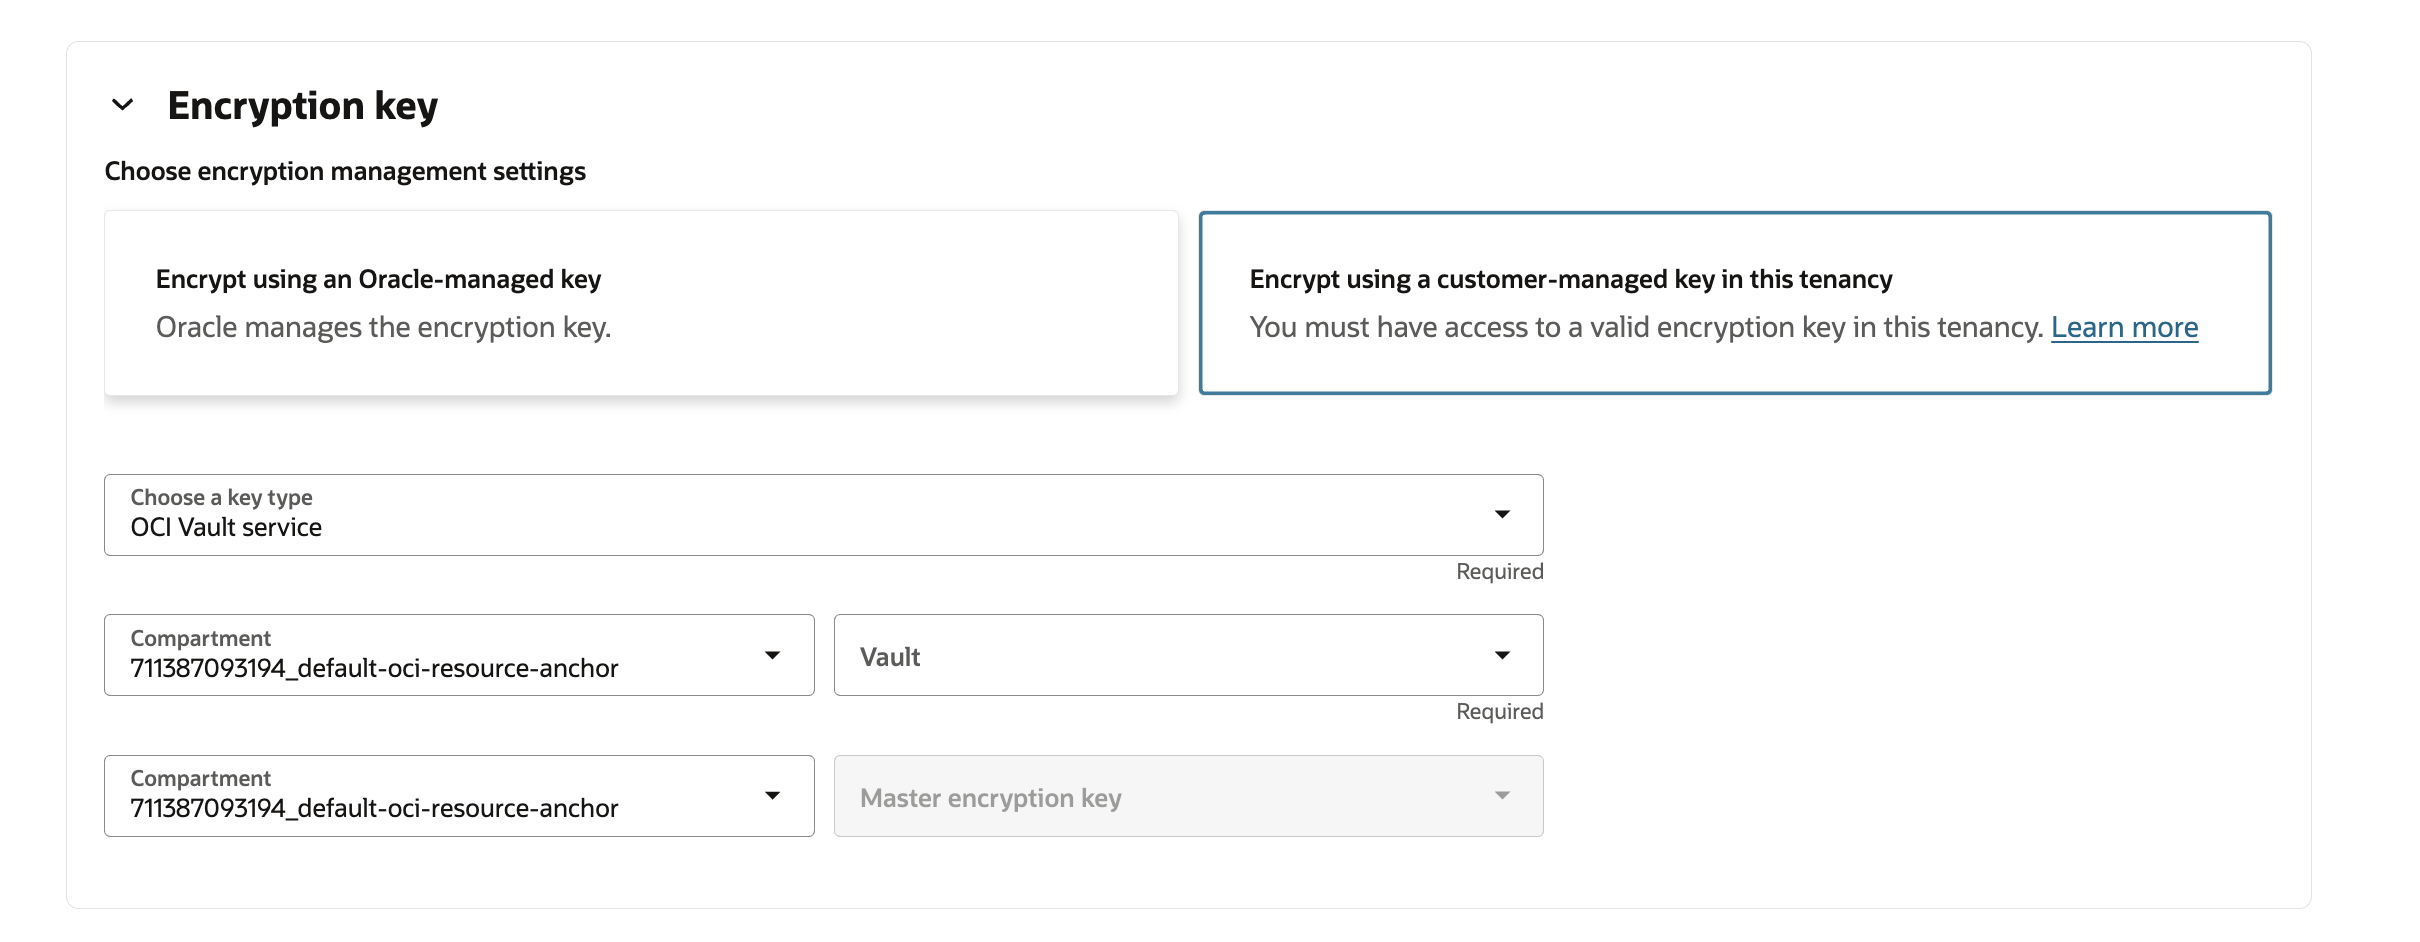 Encryption key
Choose encryption management settings
Encrypt using an Oracle-managed key
Oracle manages the encryption key.
Encrypt using a customer-managed key in this tenancy
You must have access to a valid encryption key in this tenancy. Learn more
Choose a key type
OCI Vault service
Required
Compartment
711387093194_default-oci-resource-anchor
Vault
Required
Compartment
711387093194_default-oci-resource-anchor
Master encryption key